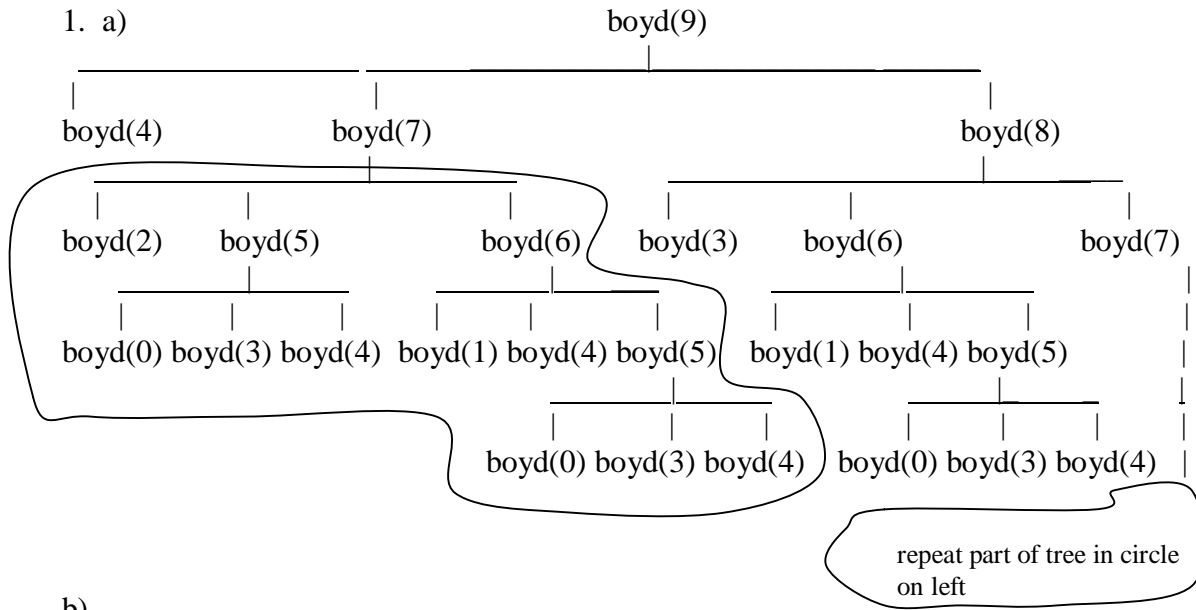 1. a) boyd(9)
boyd(4) boyd(7) boyd(8)
boyd(2) boyd(5) boyd(6) boyd(3) boyd(6) boyd(7)
boyd(0) boyd(3) boyd(4) boyd(1) boyd(4) boyd(5) boyd(1) boyd(4) boyd(5)
boyd(0) boyd(3) boyd(4) boyd(0) boyd(3) boyd(4)
repeat part of tree in circle
on left
b)